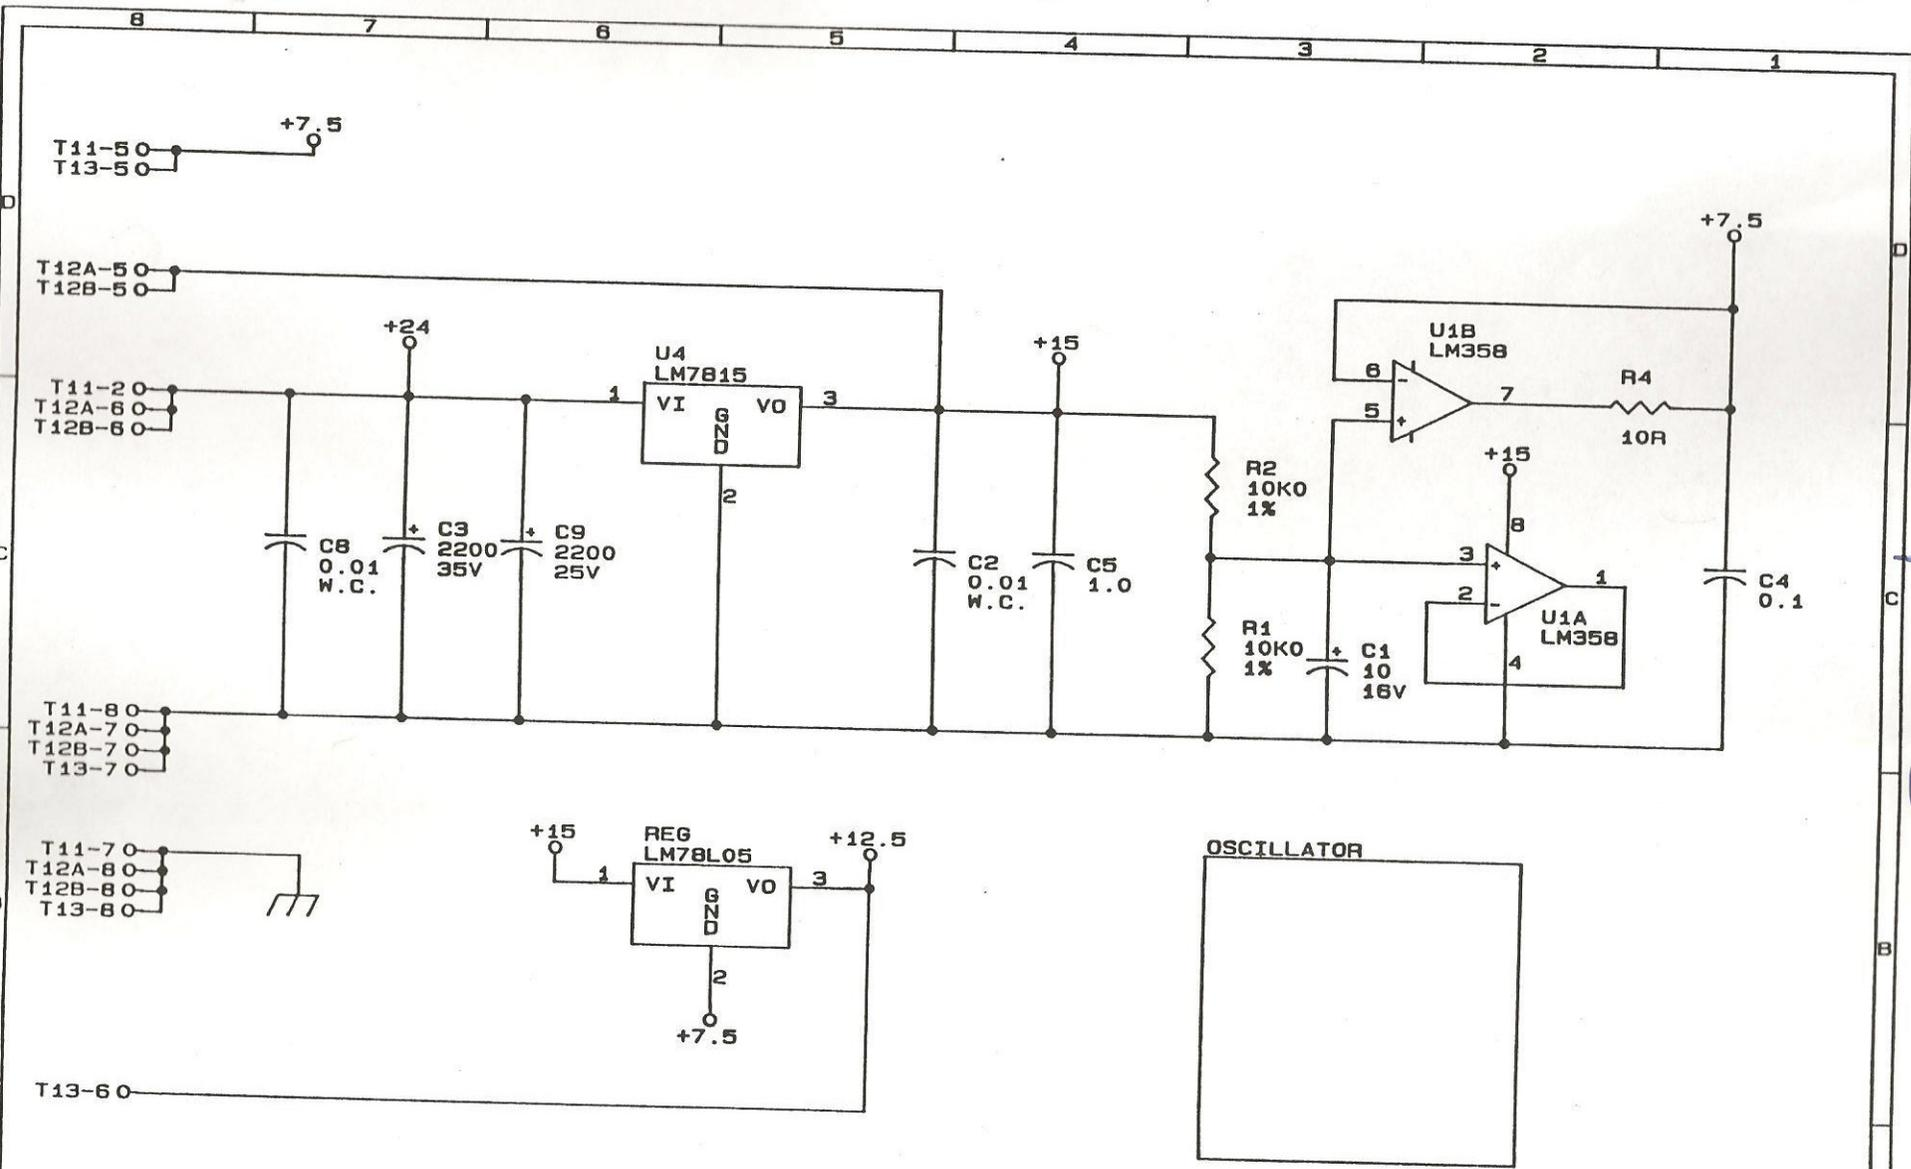 8 7 6 5 4 3 2 1
+7.5
T11-5
T13-5
D
+7.5
D
T12A-5
T12B-5
+24
+15
U1B
LM358
U4
LM7815
T11-2
T12A-6
T12B-6
1
VI
GND
VO
3
2
6
-
5
+
7
R4
10R
+15
8
R2
10K0
1%
C
C8
0.01
W.C.
+
C3
2200
35V
+
C9
2200
25V
C2
0.01
W.C.
C5
1.0
3
+
2
-
1
U1A
LM358
4
C4
0.1
C
R1
10K0
1%
+
C1
10
16V
T11-8
T12A-7
T12B-7
T13-7
T11-7
T12A-8
T12B-8
T13-8
+15
REG
LM78L05
+12.5
1
VI
GND
VO
3
2
+7.5
OSCILLATOR
B
T13-6